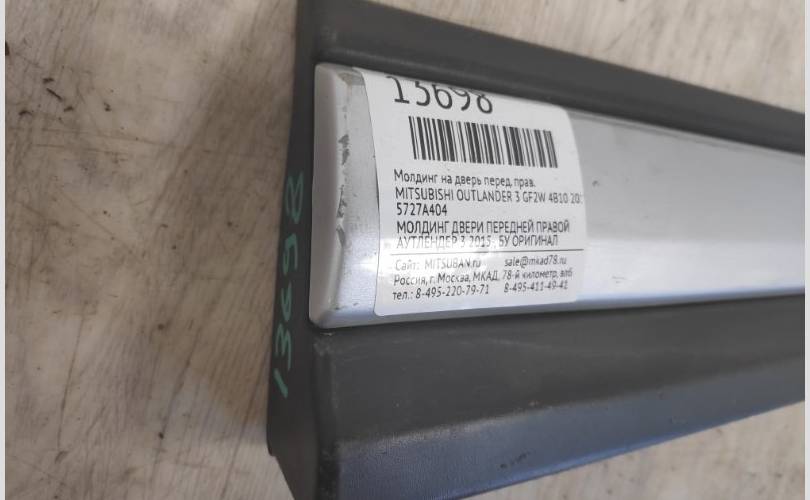 13698
Молдинг на дверь перед. прав.
MITSUBISHI OUTLANDER 3 GF2W 4B10 20
5727A404
МОЛДИНГ ДВЕРИ ПЕРЕДНЕЙ ПРАВОЙ
АУТЛЕНДЕР 3 2015-, БУ ОРИГИНАЛ
Сайт: MITSUBAN.ru sale@mkad78.ru
Россия, г. Москва, МКАД, 78-й километр, вл6
тел.: 8-495-220-79-71 8-495-411-49-41
13698